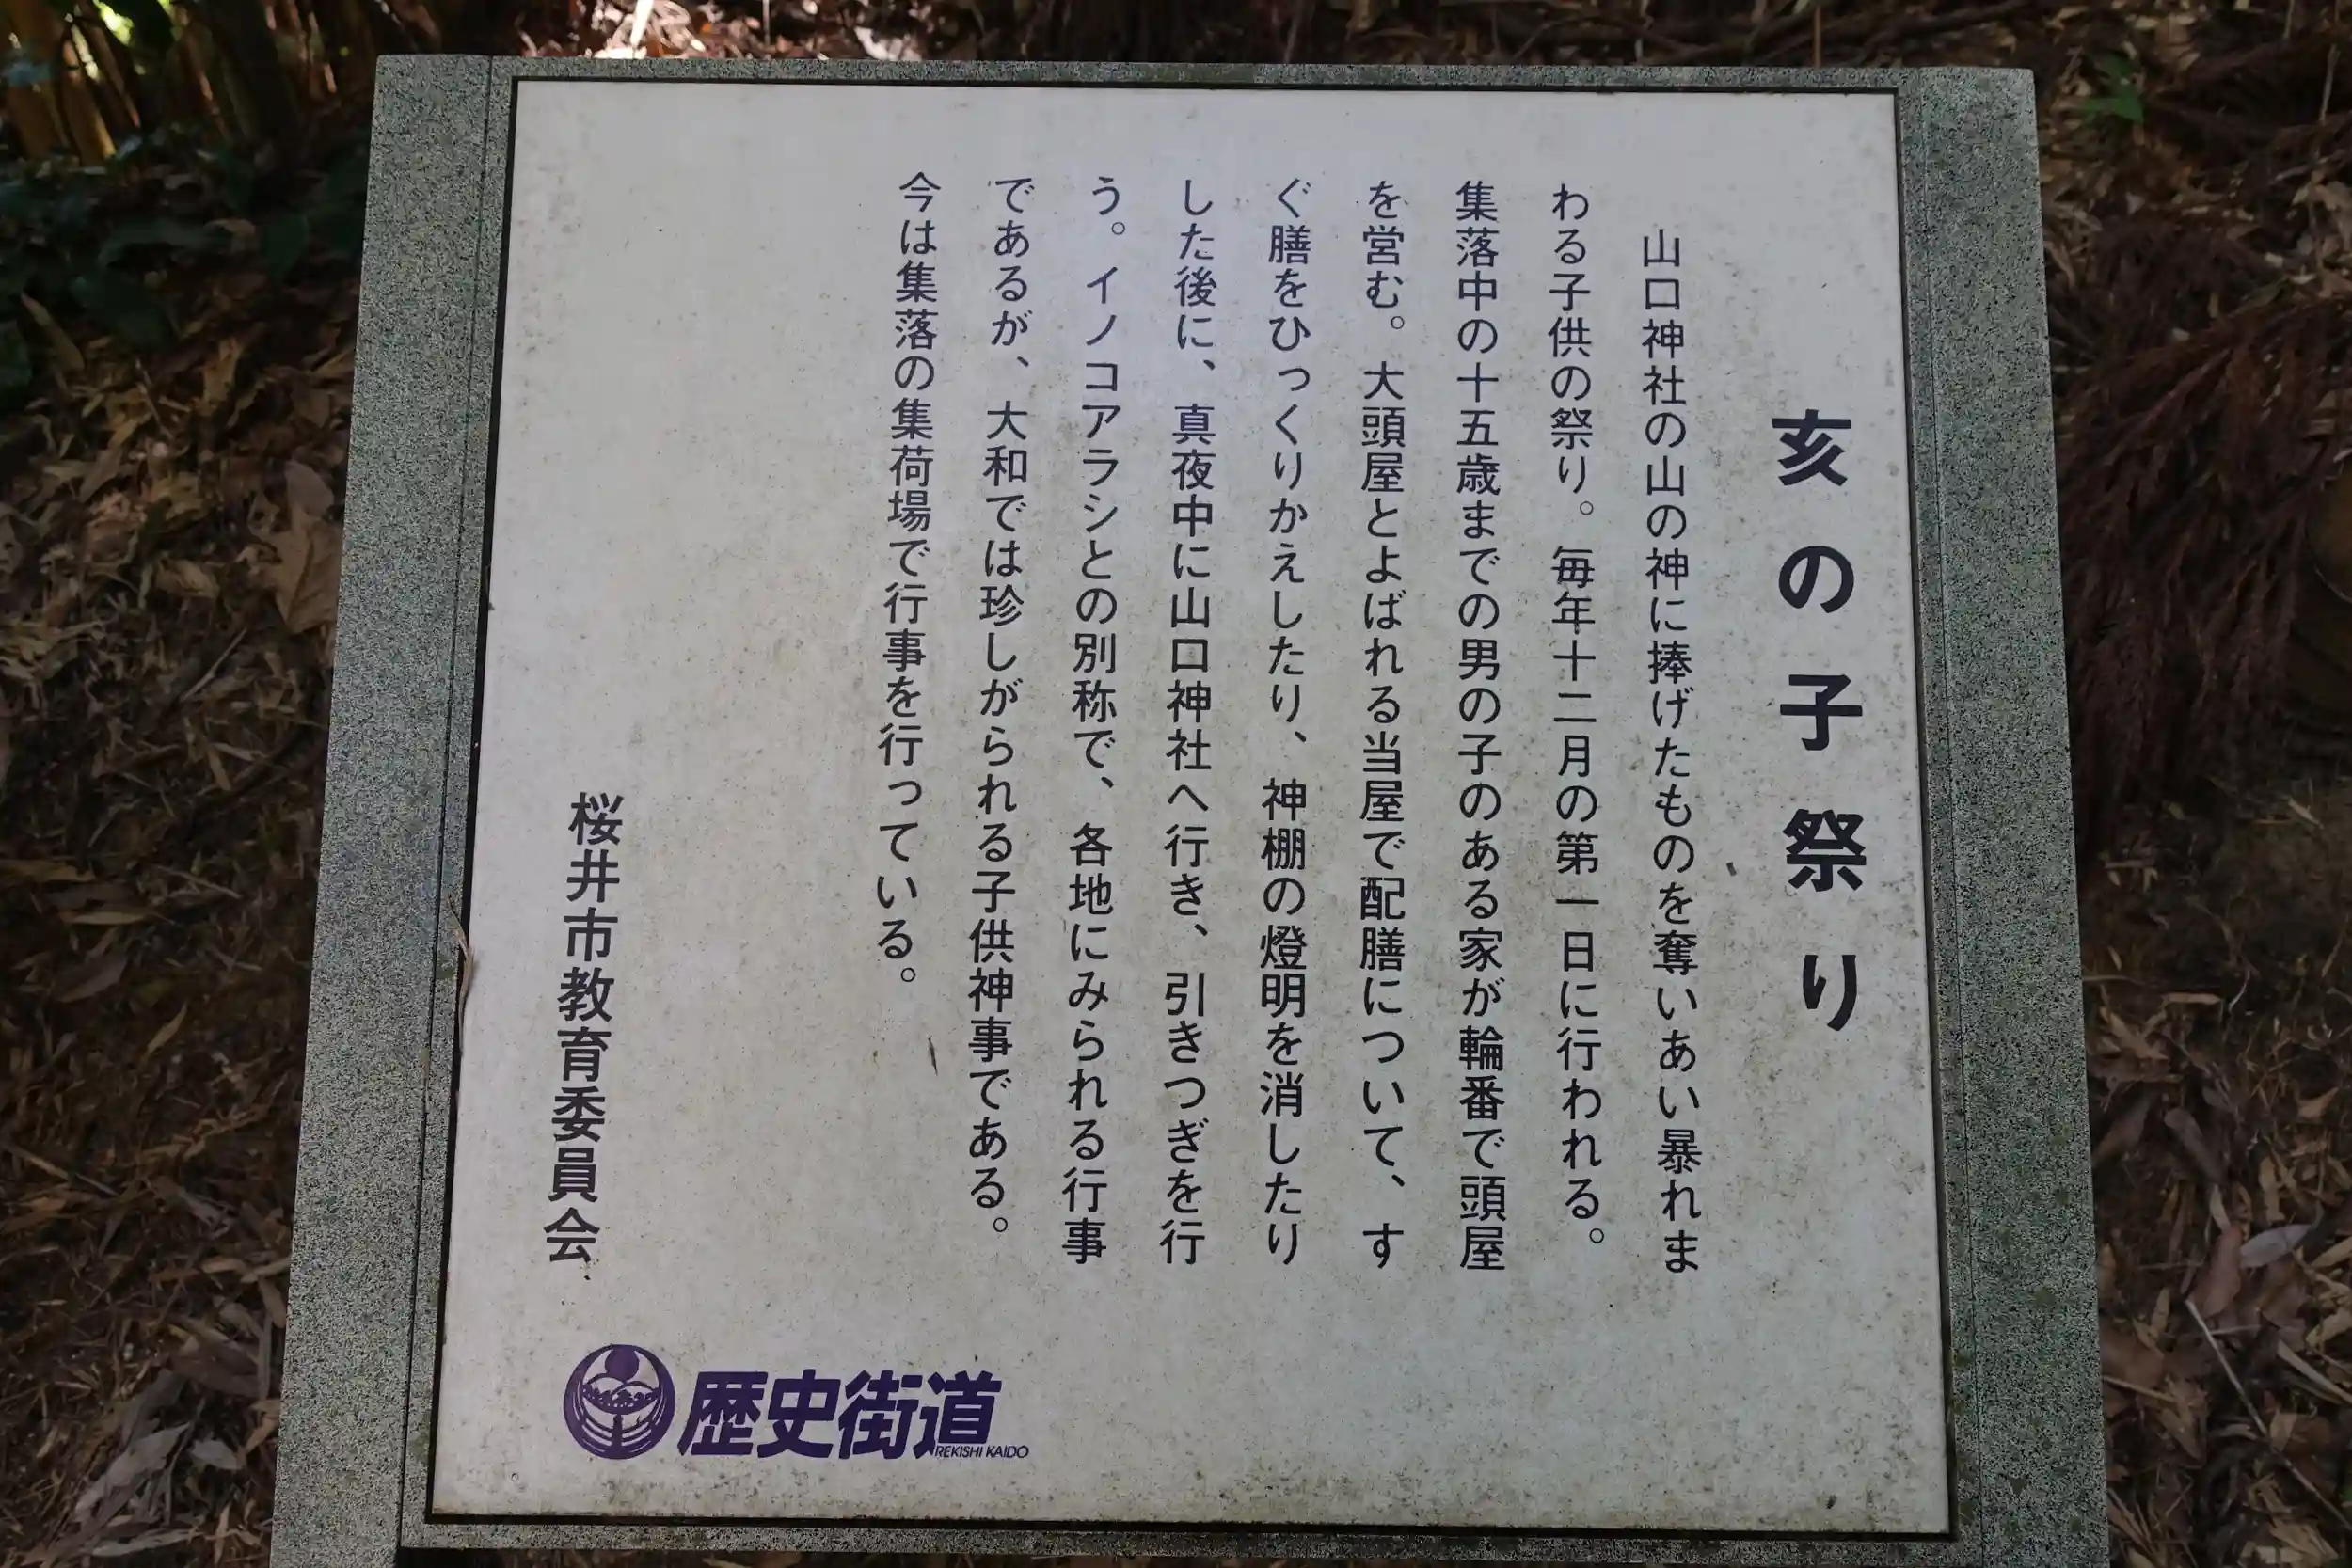 亥の子祭り
山口神社の山の神に捧げたものを奪いあい暴れま
わる子供の祭り。毎年十二月の第一日に行われる。
集落中の十五歳までの男の子のある家が輪番で頭屋
を営む。大頭屋とよばれる当屋で配膳について、す
ぐ膳をひっくりかえしたり、神棚の燈明を消したり
した後に、真夜中に山口神社へ行き、引きつぎを行
う。イノコアラシとの別称で、各地にみられる行事
であるが、大和では珍しがられる子供神事である。
今は集落の集荷場で行事を行っている。
桜井市教育委員会
歴史街道
REKISHI KAIDO